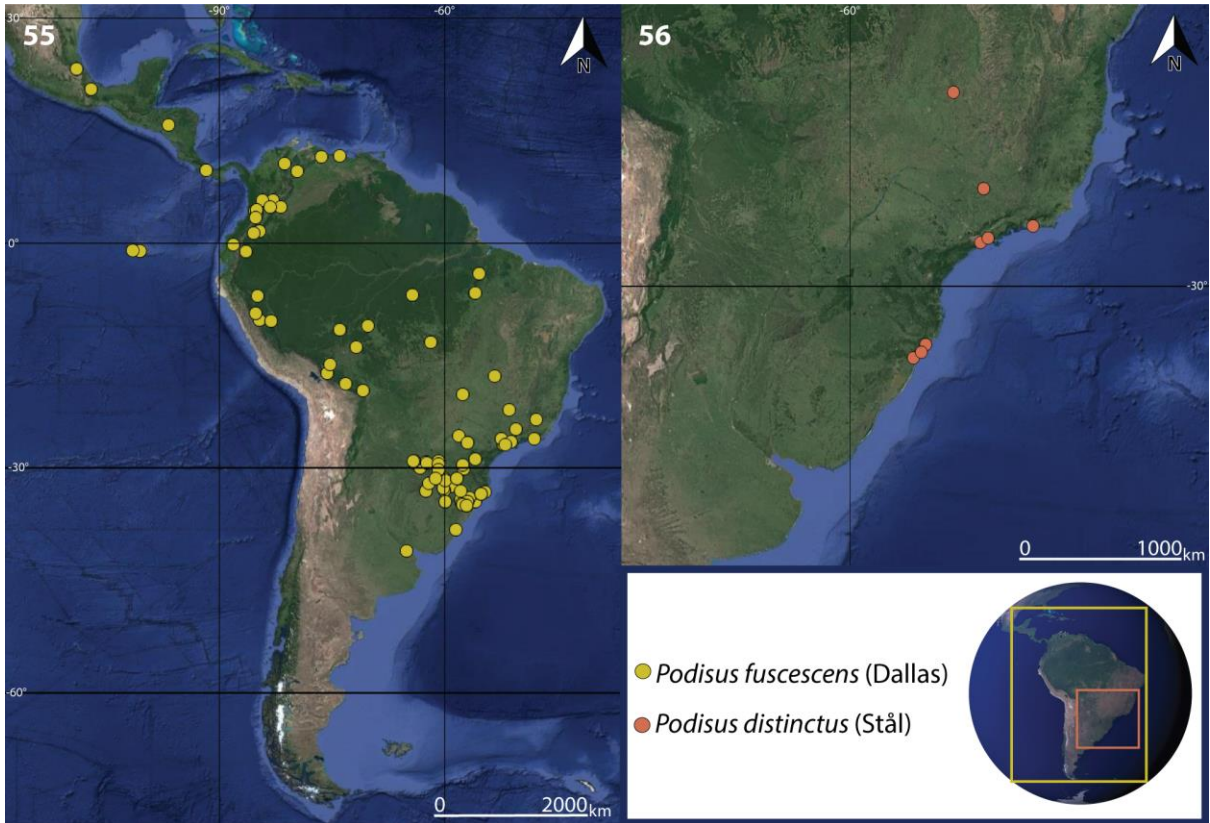 55
30°
-90°
-60°
N
0°
-30°
-60°
0 2000km
56
-60°
N
-30°
0 1000km
Podisus fuscescens (Dallas)
Podisus distinctus (Stål)